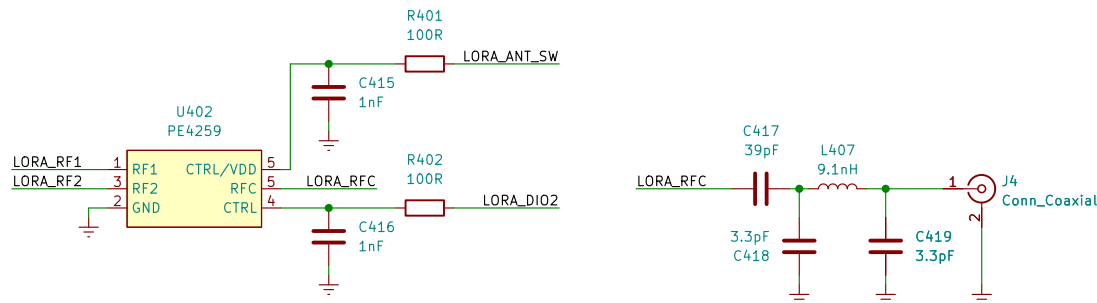 R401
100R
LORA_ANT_SW
C415
1nF
U402
PE4259
LORA_RF1 1 RF1 CTRL/VDD 5
LORA_RF2 3 RF2 RFC 5 LORA_RFC
2 GND CTRL 4
R402
100R
LORA_DIO2
C416
1nF
C417
39pF
L407
9.1nH
LORA_RFC
1
J4
Conn_Coaxial
2
3.3pF
C418
C419
3.3pF